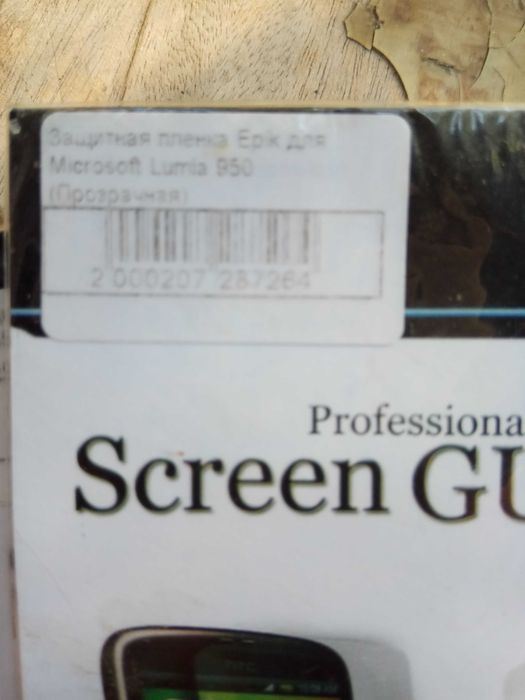 Защитная пленка Epik для
Microsoft Lumia 950
(Прозрачная)
2 000207 287264
Professiona
Screen GU